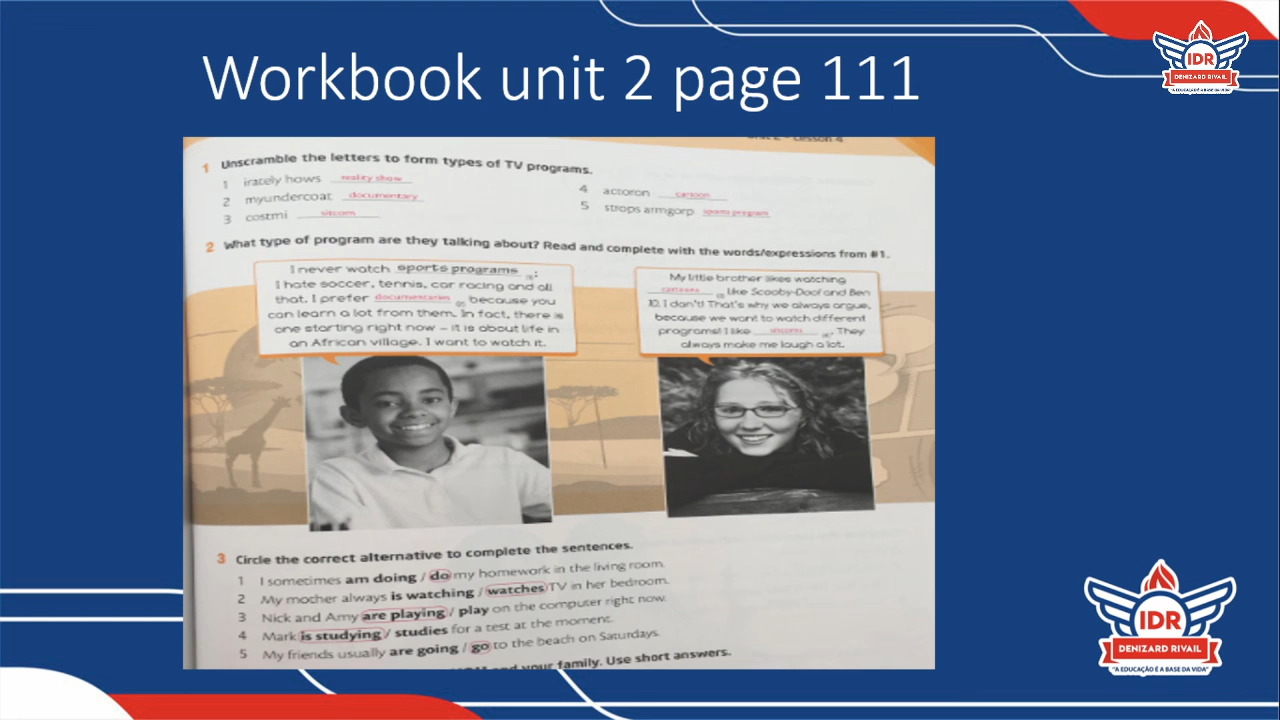 Workbook unit 2 page 111
IDR
DENIZARD RIVAIL
"A EDUCAÇÃO É A BASE DA VIDA"
Unit 2 - Lesson 4
1 Unscramble the letters to form types of TV programs.
1 irately hows reality show
2 myundercoat documentary
3 costmi sitcom
4 actoron cartoon
5 strops armgorp sports program
2 What type of program are they talking about? Read and complete with the words/expressions from #1.
I never watch sports programs ;
I hate soccer, tennis, car racing and all
that. I prefer documentaries because you
can learn a lot from them. In fact, there is
one starting right now – it is about life in
an African village. I want to watch it.
My little brother likes watching
cartoons like Scooby-Doo! and Ben
10. I don't! That's why we always argue,
because we want to watch different
programs! I like sitcoms . They
always make me laugh a lot.
3 Circle the correct alternative to complete the sentences.
1 I sometimes am doing / do my homework in the living room.
2 My mother always is watching / watches TV in her bedroom.
3 Nick and Amy are playing / play on the computer right now.
4 Mark is studying / studies for a test at the moment.
5 My friends usually are going / go to the beach on Saturdays.
and your family. Use short answers.
IDR
DENIZARD RIVAIL
"A EDUCAÇÃO É A BASE DA VIDA"